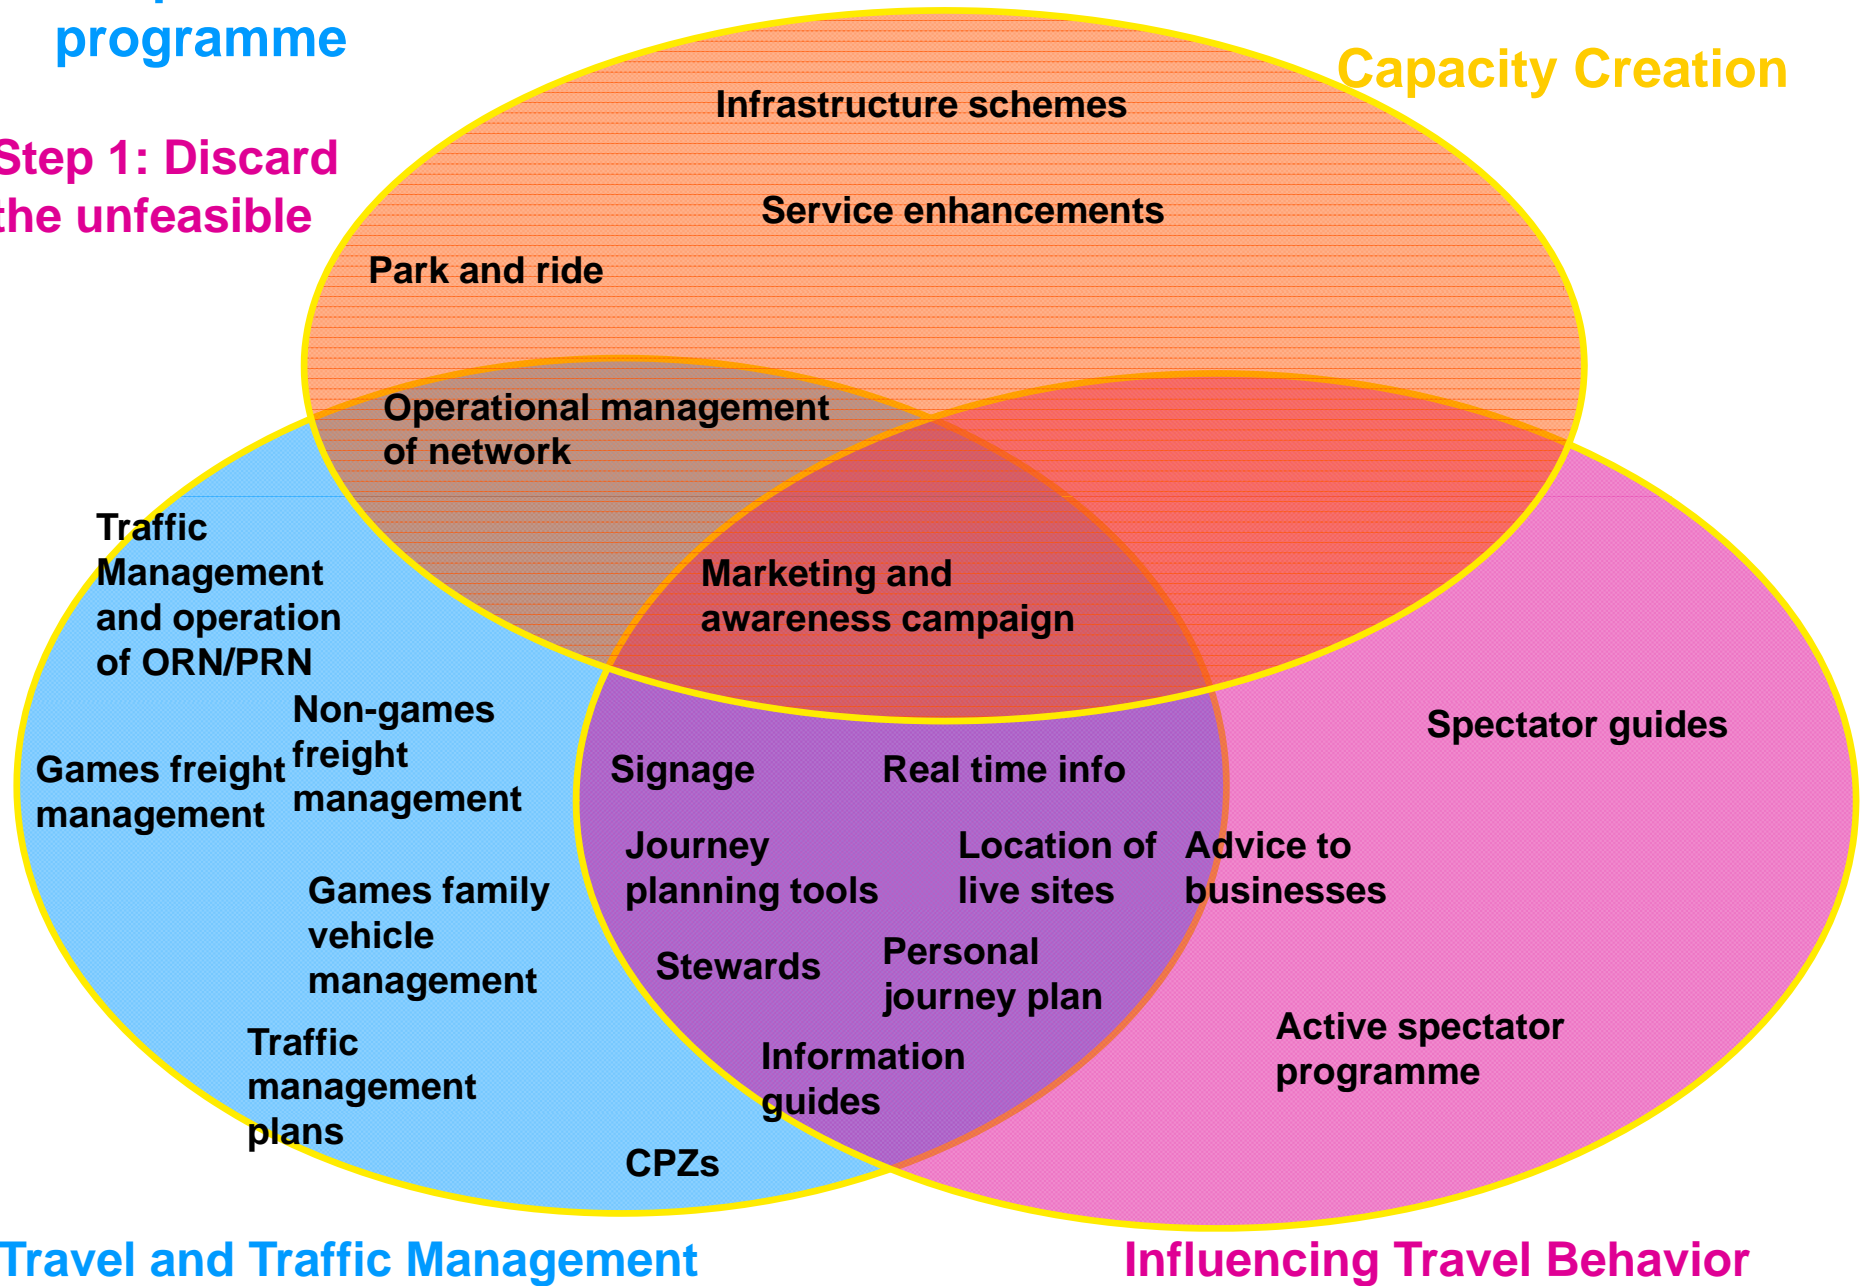 programme
Capacity Creation
Step 1: Discard
the unfeasible
Infrastructure schemes
Service enhancements
Park and ride
Operational management
of network
Traffic
Management
and operation
of ORN/PRN
Marketing and
awareness campaign
Non-games
freight
management
Games freight
management
Spectator guides
Signage
Real time info
Journey
planning tools
Location of
live sites
Advice to
businesses
Games family
vehicle
management
Stewards
Personal
journey plan
Traffic
management
plans
Information
guides
Active spectator
programme
CPZs
Travel and Traffic Management
Influencing Travel Behavior